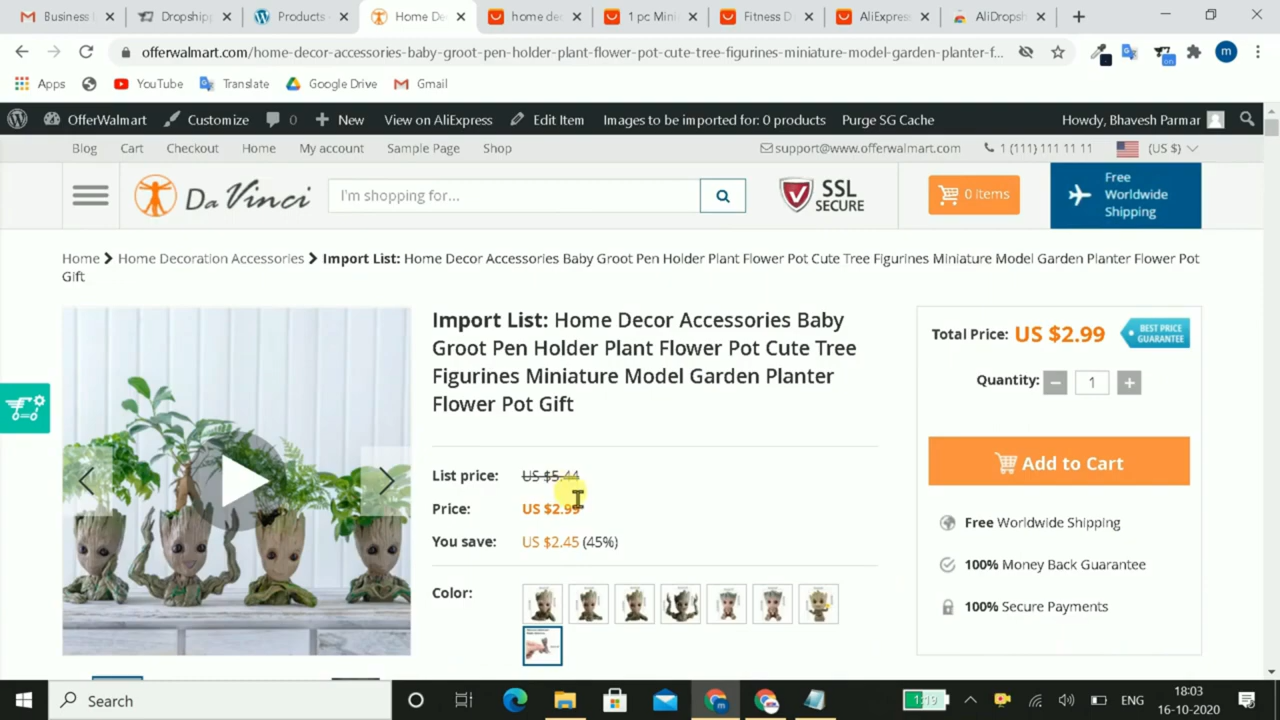 Business
Dropship
Products
Home De
home dec
1 pc Mini
Fitness D
AliExpres
AliDropsh
offerwalmart.com/home-decor-accessories-baby-groot-pen-holder-plant-flower-pot-cute-tree-figurines-miniature-model-garden-planter-f...
m
on
Apps
YouTube
Translate
Google Drive
Gmail
OfferWalmart
Customize
0
New
View on AliExpress
Edit Item
Images to be imported for: 0 products
Purge SG Cache
Howdy, Bhavesh Parmar
Blog
Cart
Checkout
Home
My account
Sample Page
Shop
support@www.offerwalmart.com
1 (111) 111 11 11
(US $)
DaVinci
I'm shopping for...
SSL
SECURE
0 Items
Free
Worldwide
Shipping
Home > Home Decoration Accessories > Import List: Home Decor Accessories Baby Groot Pen Holder Plant Flower Pot Cute Tree Figurines Miniature Model Garden Planter Flower Pot
Gift
Import List: Home Decor Accessories Baby
Groot Pen Holder Plant Flower Pot Cute Tree
Figurines Miniature Model Garden Planter
Flower Pot Gift
List price: US $5.44
Price: US $2.99
You save: US $2.45 (45%)
Color:
Total Price: US $2.99
BEST PRICE
GUARANTEE
Quantity: − 1 +
Add to Cart
Free Worldwide Shipping
100% Money Back Guarantee
100% Secure Payments
Search
1:19
ENG
18:03
16-10-2020